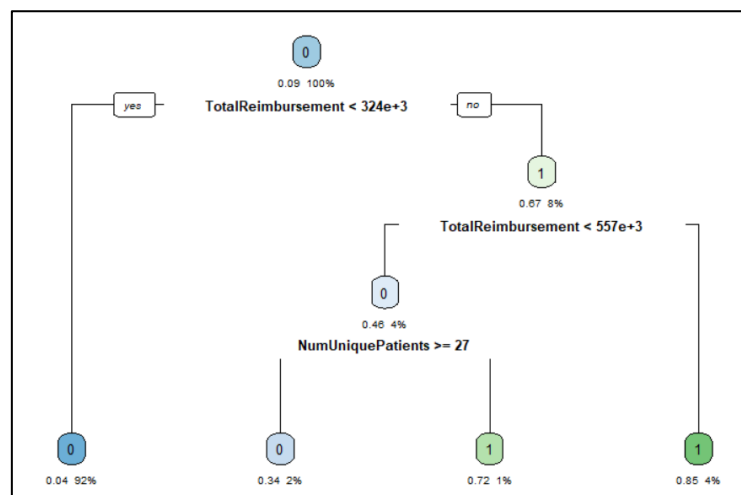 0
0.09 100%
yes
TotalReimbursement < 324e+3
no
1
0.67 8%
TotalReimbursement < 557e+3
0
0.46 4%
NumUniquePatients >= 27
0
0
1
1
0.04 92%
0.34 2%
0.72 1%
0.85 4%